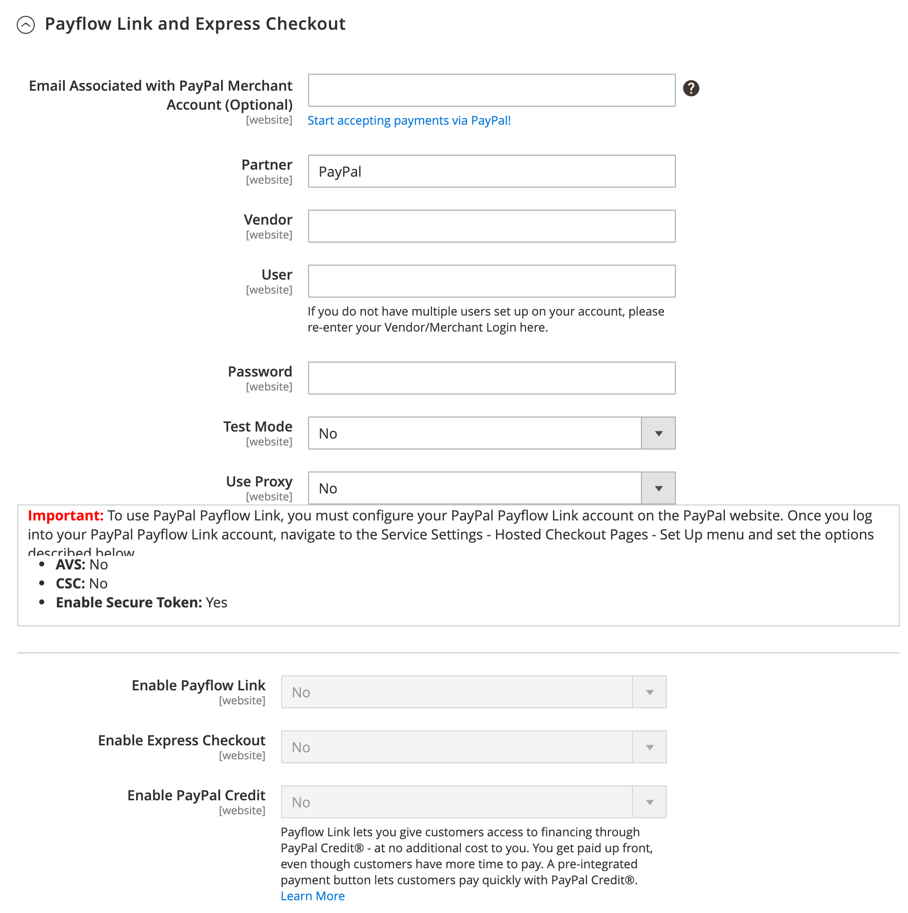 Payflow Link and Express Checkout
Email Associated with PayPal Merchant
Account (Optional)
[website]
?
Start accepting payments via PayPal!
Partner
[website]
PayPal
Vendor
[website]
User
[website]
If you do not have multiple users set up on your account, please
re-enter your Vendor/Merchant Login here.
Password
[website]
Test Mode
[website]
No
Use Proxy
[website]
No
Important: To use PayPal Payflow Link, you must configure your PayPal Payflow Link account on the PayPal website. Once you log
into your PayPal Payflow Link account, navigate to the Service Settings - Hosted Checkout Pages - Set Up menu and set the options
described below
• AVS: No
• CSC: No
• Enable Secure Token: Yes
Enable Payflow Link
[website]
No
Enable Express Checkout
[website]
No
Enable PayPal Credit
[website]
No
Payflow Link lets you give customers access to financing through
PayPal Credit® - at no additional cost to you. You get paid up front,
even though customers have more time to pay. A pre-integrated
payment button lets customers pay quickly with PayPal Credit®.
Learn More